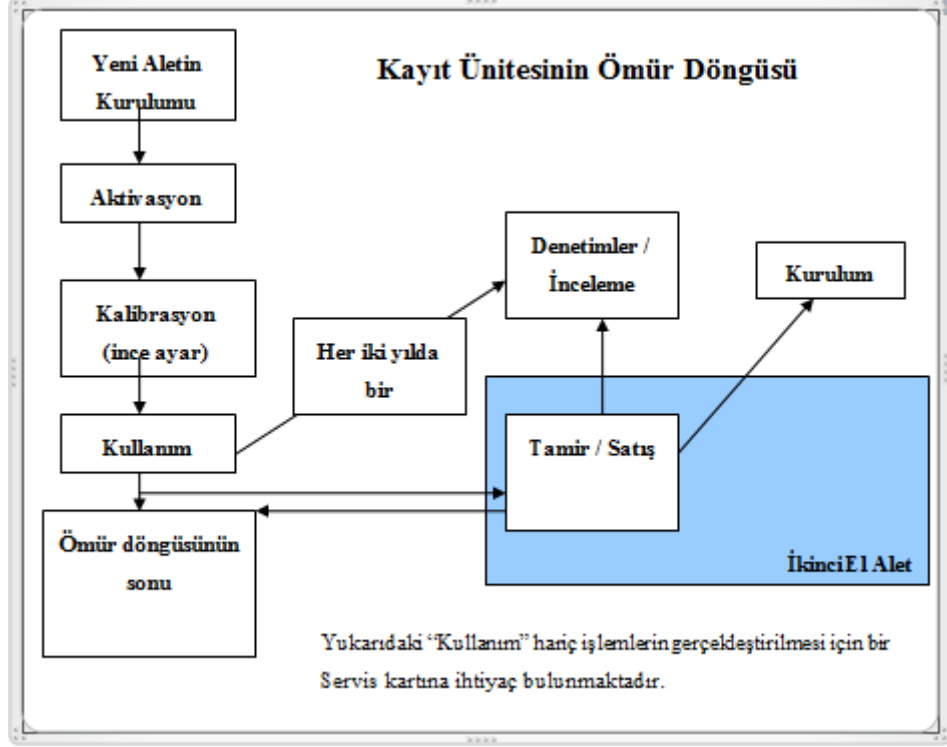 Yeni Aletin
Kurulumu
Kayıt Ünitesinin Ömür Döngüsü
Aktivasyon
Denetimler /
İnceleme
Kurulum
Kalibrasyon
(ince ayar)
Her iki yılda
bir
Kullanım
Tamir / Satış
Ömür döngüsünün
sonu
İkinci El Alet
Yukarıdaki “Kullanım” hariç işlemlerin gerçekleştirilmesi için bir
Servis kartına ihtiyaç bulunmaktadır.